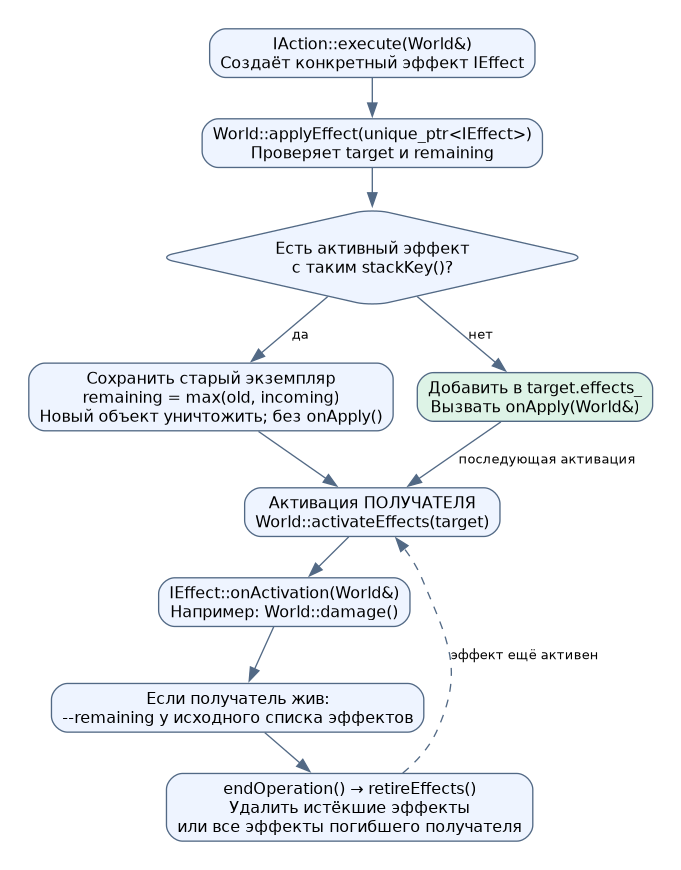 IAction::execute(World&)
Создаёт конкретный эффект IEffect
World::applyEffect(unique_ptr<IEffect>)
Проверяет target и remaining
Есть активный эффект
с таким stackKey()?
да
нет
Сохранить старый экземпляр
remaining = max(old, incoming)
Новый объект уничтожить; без onApply()
Добавить в target.effects_
Вызвать onApply(World&)
последующая активация
Активация ПОЛУЧАТЕЛЯ
World::activateEffects(target)
IEffect::onActivation(World&)
Например: World::damage()
эффект ещё активен
Если получатель жив:
--remaining у исходного списка эффектов
endOperation() → retireEffects()
Удалить истёкшие эффекты
или все эффекты погибшего получателя